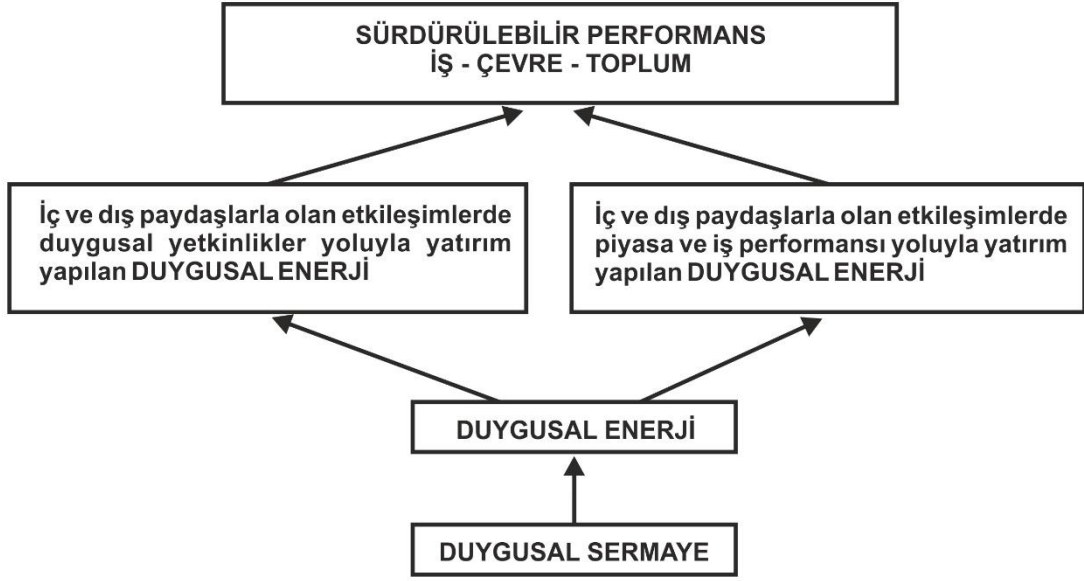 SÜRDÜRÜLEBİLİR PERFORMANS
İŞ - ÇEVRE - TOPLUM
İç ve dış paydaşlarla olan etkileşimlerde
duygusal yetkinlikler yoluyla yatırım
yapılan DUYGUSAL ENERJİ
İç ve dış paydaşlarla olan etkileşimlerde
piyasa ve iş performansı yoluyla yatırım
yapılan DUYGUSAL ENERJİ
DUYGUSAL ENERJİ
DUYGUSAL SERMAYE